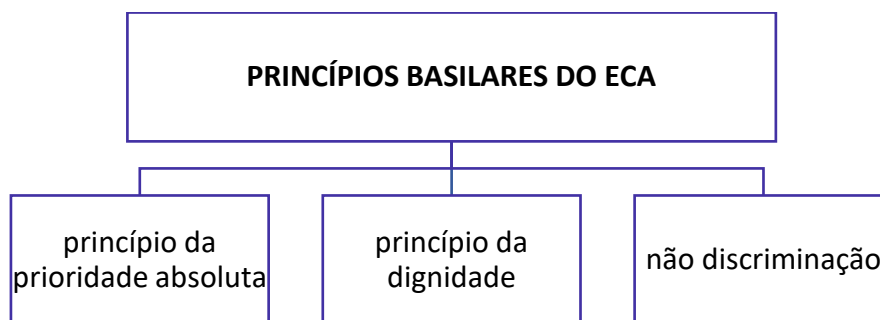 PRINCÍPIOS BASILARES DO ECA
princípio da
prioridade absoluta
princípio da
dignidade
não discriminação